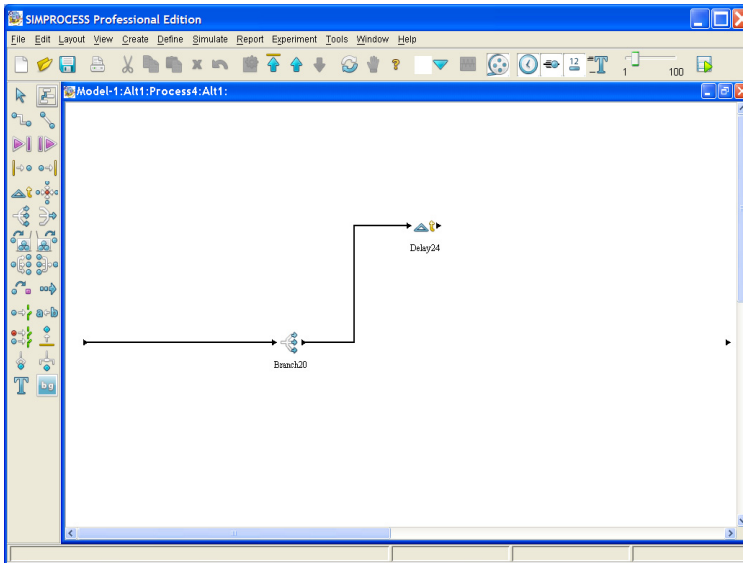 SIMPROCESS Professional Edition
File Edit Layout View Create Define Simulate Report Experiment Tools Window Help
12
T
1
100
Model-1:Alt1:Process4:Alt1:
Delay24
Branch20
a b
T
bg